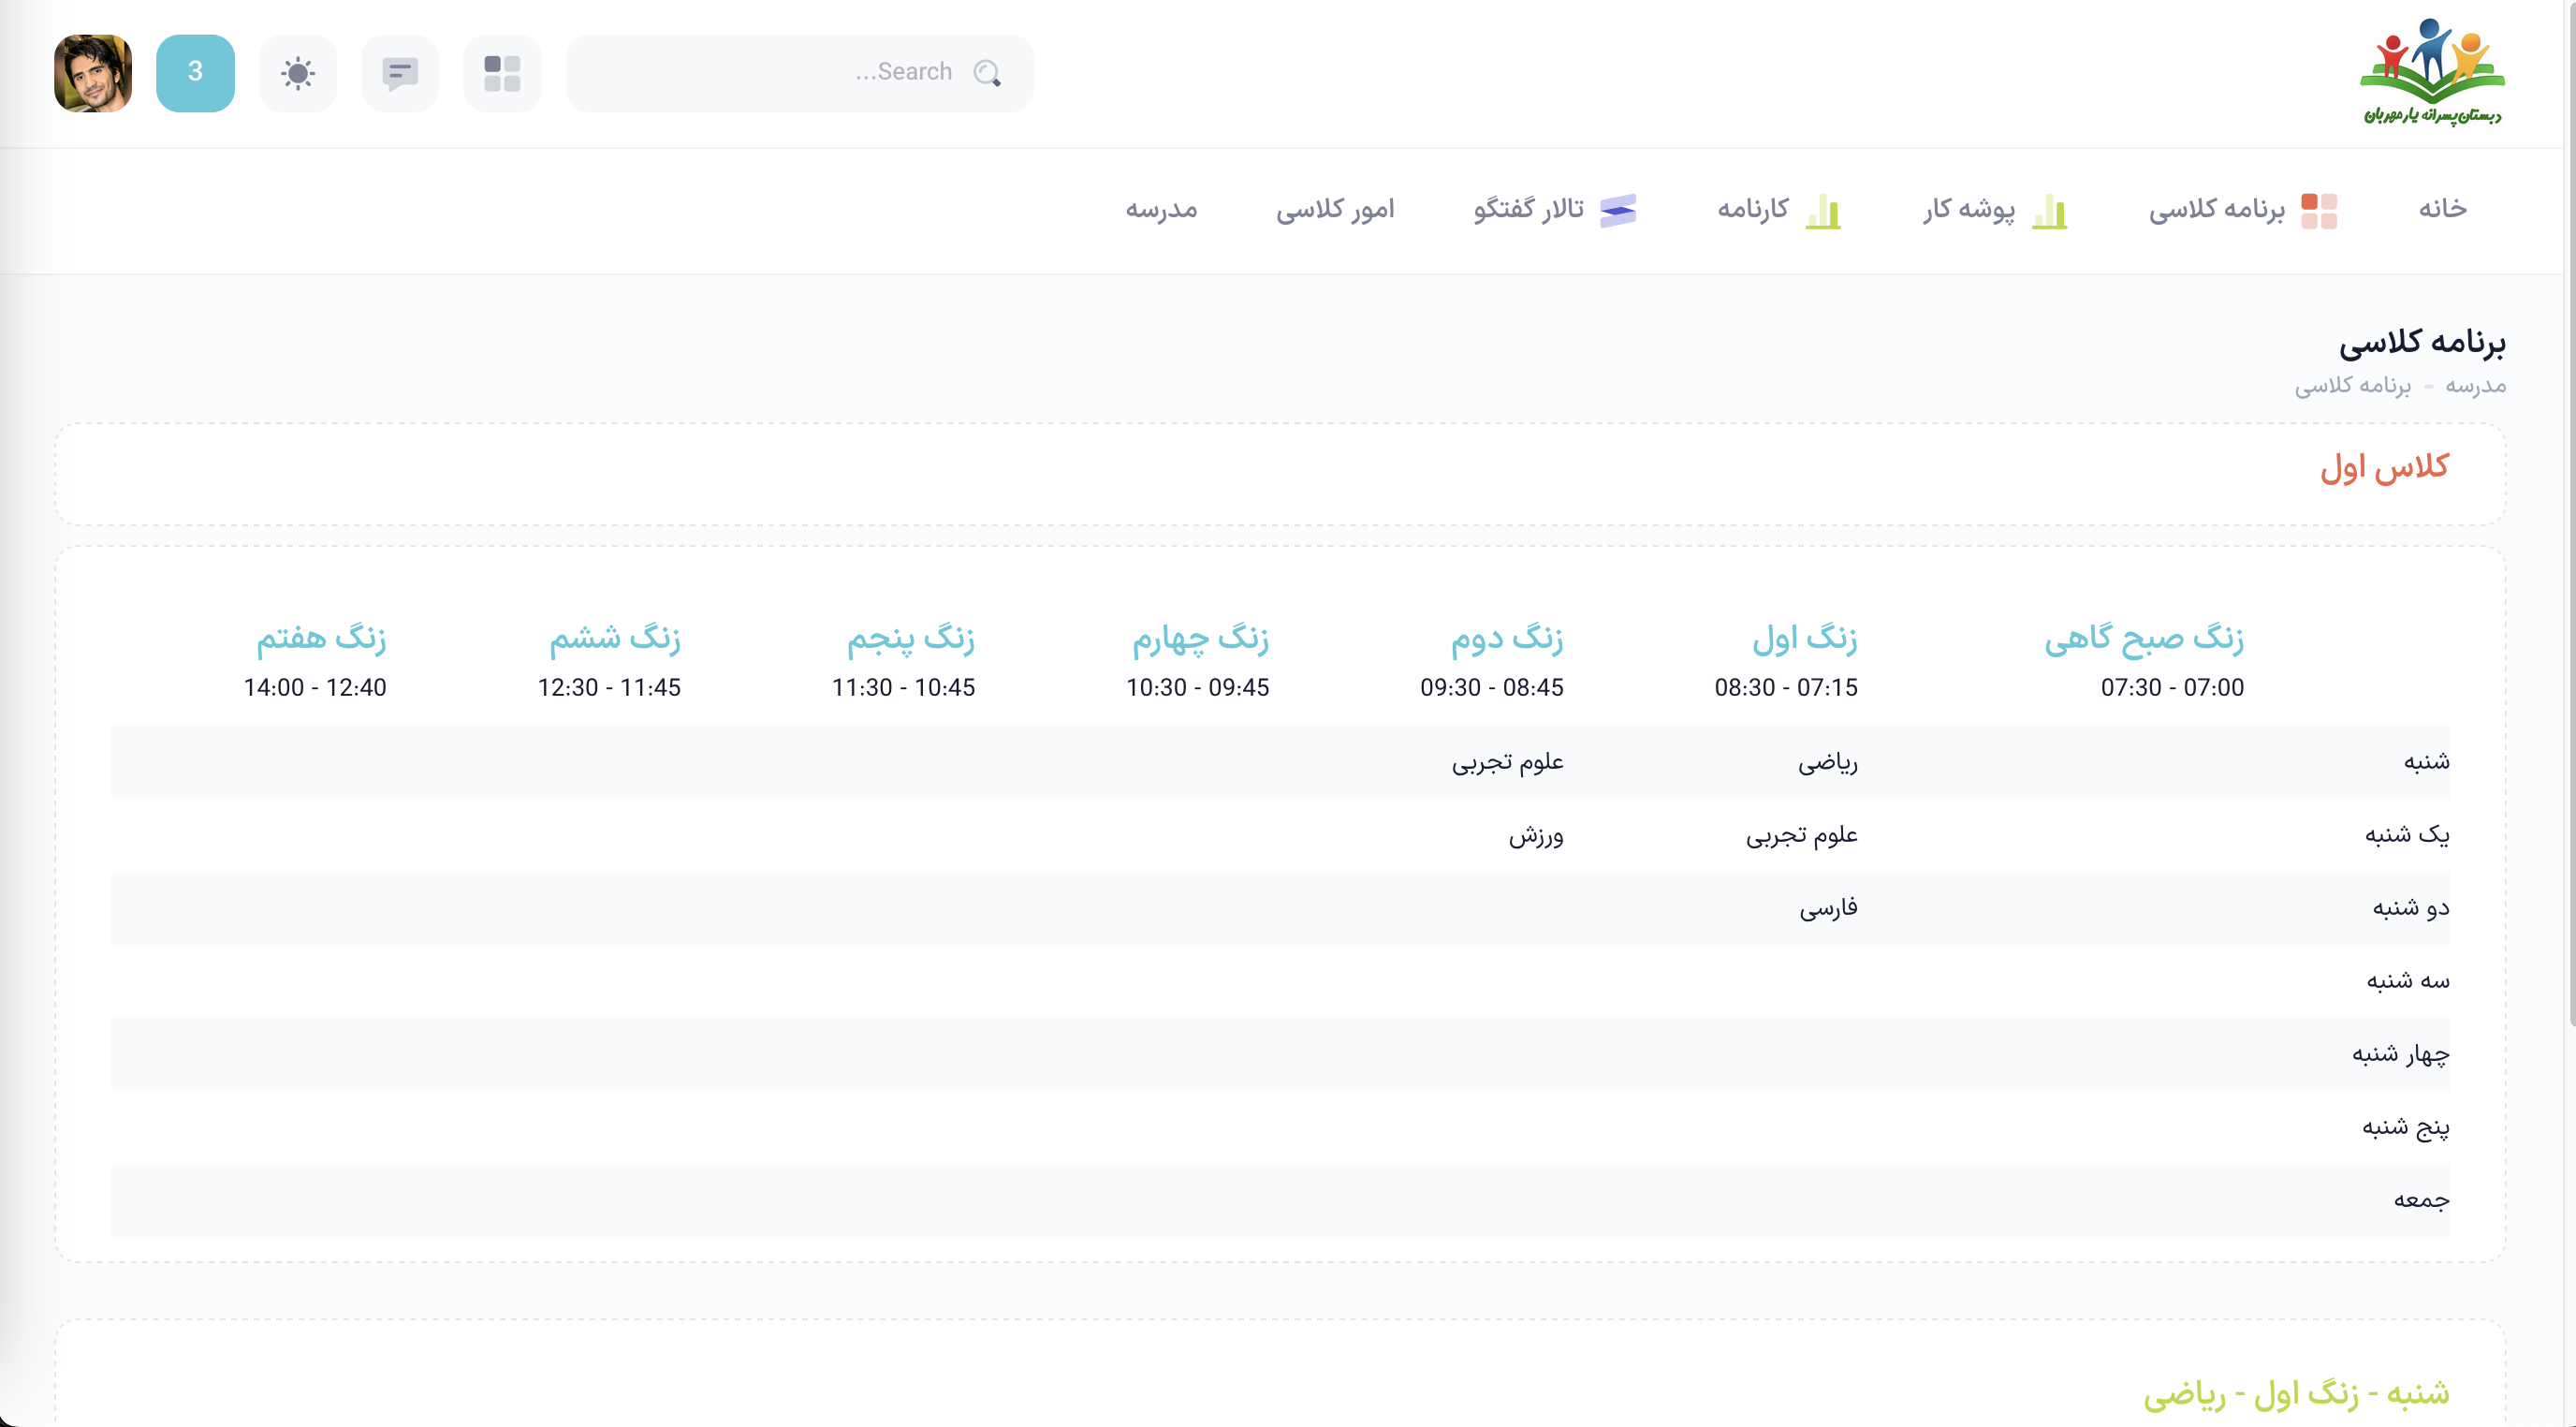 دبستان پسرانه یار مهربان
Search...
3
خانه
برنامه کلاسی
پوشه کار
کارنامه
تالار گفتگو
امور کلاسی
مدرسه
برنامه کلاسی
مدرسه - برنامه کلاسی
کلاس اول
زنگ صبح گاهی زنگ اول زنگ دوم زنگ چهارم زنگ پنجم زنگ ششم زنگ هفتم
07:00 - 07:30 07:15 - 08:30 08:45 - 09:30 09:45 - 10:30 10:45 - 11:30 11:45 - 12:30 12:40 - 14:00
شنبه ریاضی علوم تجربی
یک شنبه علوم تجربی ورزش
دو شنبه فارسی
سه شنبه
چهار شنبه
پنج شنبه
جمعه
شنبه - زنگ اول - ریاضی